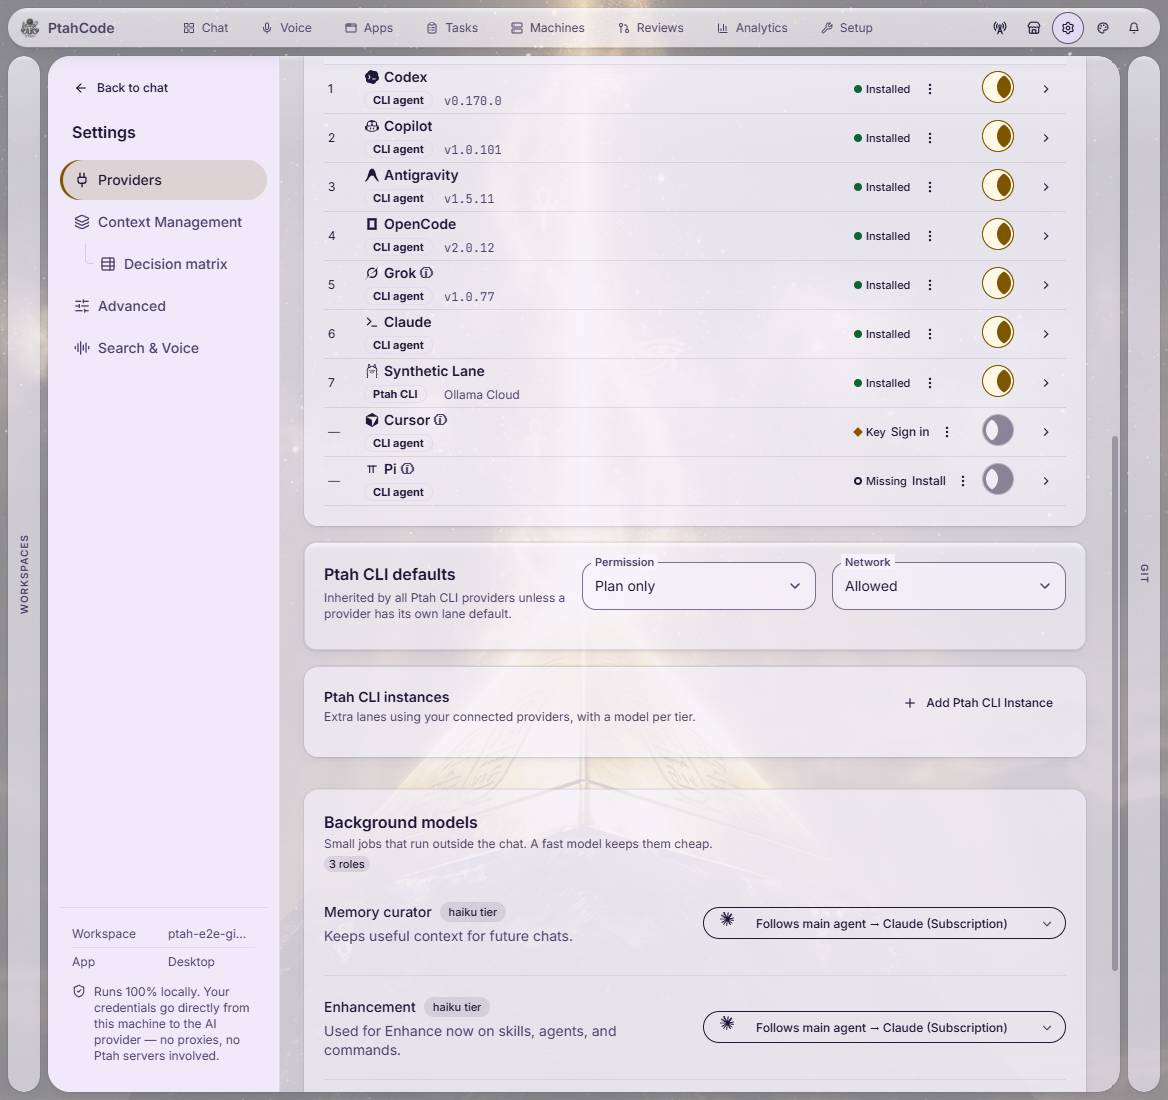 PtahCode
Chat
Voice
Apps
Tasks
Machines
Reviews
Analytics
Setup
WORKSPACES
Back to chat
Settings
Providers
Context Management
Decision matrix
Advanced
Search & Voice
Workspace ptah-e2e-gi...
App Desktop
Runs 100% locally. Your
credentials go directly from
this machine to the AI
provider — no proxies, no
Ptah servers involved.
1 Codex
CLI agent v0.170.0
Installed
2 Copilot
CLI agent v1.0.101
Installed
3 Antigravity
CLI agent v1.5.11
Installed
4 OpenCode
CLI agent v2.0.12
Installed
5 Grok
CLI agent v1.0.77
Installed
6 Claude
CLI agent
Installed
7 Synthetic Lane
Ptah CLI Ollama Cloud
Installed
— Cursor
CLI agent
Key Sign in
— Pi
CLI agent
Missing Install
Ptah CLI defaults
Inherited by all Ptah CLI providers unless a
provider has its own lane default.
Permission
Plan only
Network
Allowed
Ptah CLI instances
Extra lanes using your connected providers, with a model per tier.
Add Ptah CLI Instance
Background models
Small jobs that run outside the chat. A fast model keeps them cheap.
3 roles
Memory curator haiku tier
Keeps useful context for future chats.
Follows main agent → Claude (Subscription)
Enhancement haiku tier
Used for Enhance now on skills, agents, and
commands.
Follows main agent → Claude (Subscription)
GIT